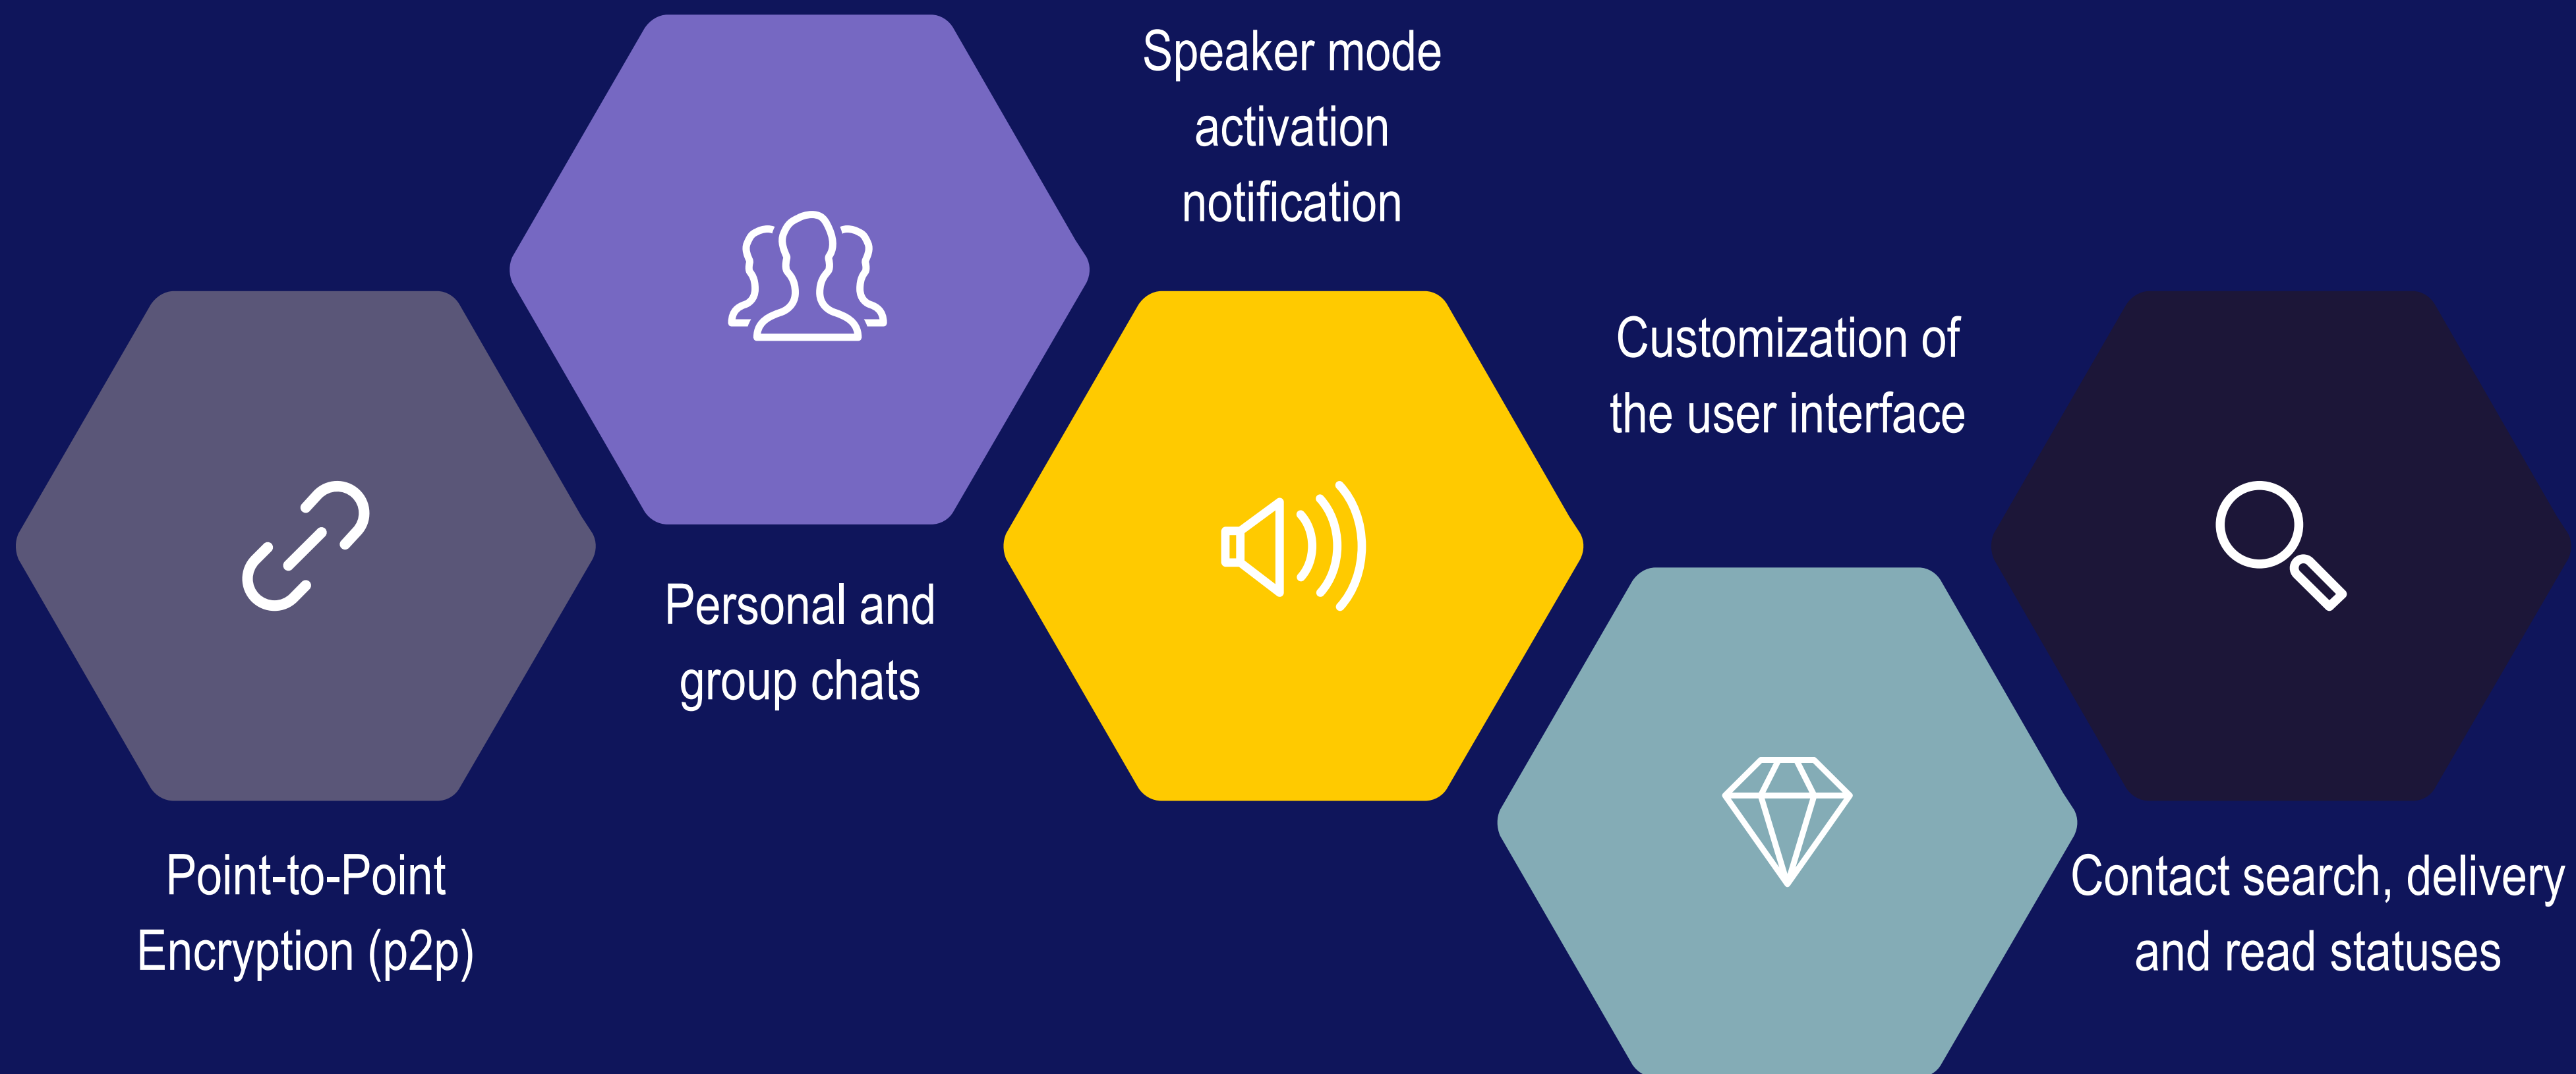 Point-to-Point
Encryption (p2p)
Personal and
group chats
Speaker mode
activation
notification
Customization of
the user interface
Contact search, delivery
and read statuses